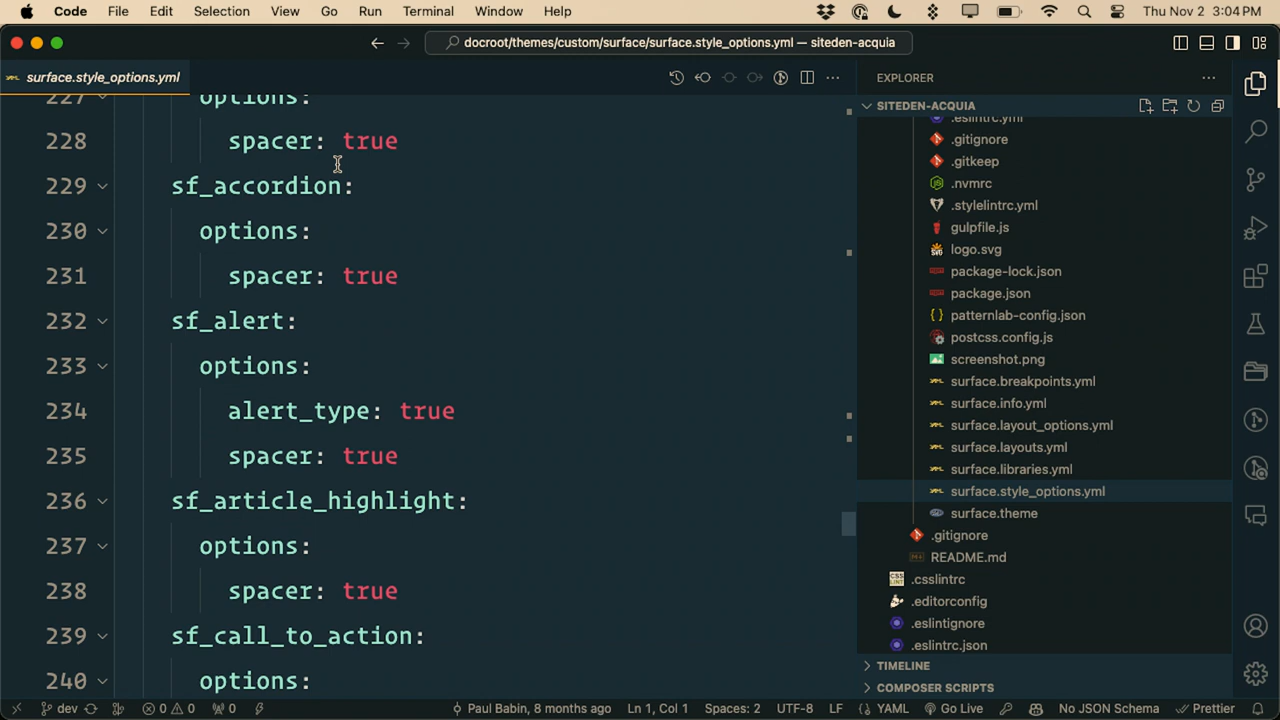 Code File Edit Selection View Go Run Terminal Window Help
Thu Nov 2 3:04 PM
docroot/themes/custom/surface/surface.style_options.yml — siteden-acquia
surface.style_options.yml
227 options:
228 spacer: true
229 sf_accordion:
230 options:
231 spacer: true
232 sf_alert:
233 options:
234 alert_type: true
235 spacer: true
236 sf_article_highlight:
237 options:
238 spacer: true
239 sf_call_to_action:
240 options:
EXPLORER
SITEDEN-ACQUIA
.eslintrc.yml
.gitignore
.gitkeep
.nvmrc
.stylelintrc.yml
gulpfile.js
logo.svg
package-lock.json
package.json
patternlab-config.json
postcss.config.js
screenshot.png
surface.breakpoints.yml
surface.info.yml
surface.layout_options.yml
surface.layouts.yml
surface.libraries.yml
surface.style_options.yml
surface.theme
.gitignore
README.md
.csslintrc
.editorconfig
.eslintignore
.eslintrc.json
TIMELINE
COMPOSER SCRIPTS
dev 0 0 0 Paul Babin, 8 months ago Ln 1, Col 1 Spaces: 2 UTF-8 LF YAML Go Live No JSON Schema Prettier